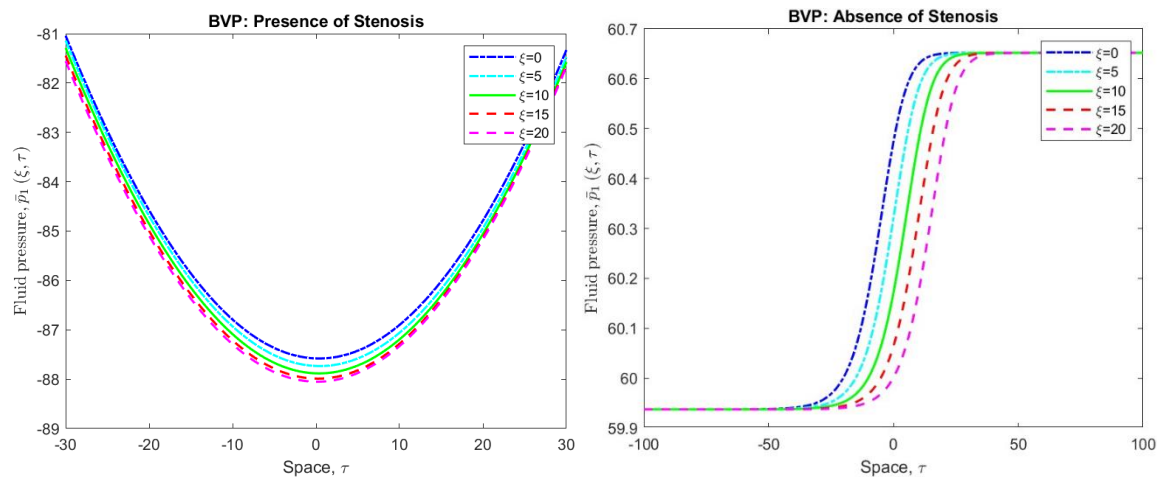 BVP: Presence of Stenosis
-81
-82
-83
-84
-85
-86
-87
-88
-89
Fluid pressure, p̄₁ (ξ, τ)
ξ=0
ξ=5
ξ=10
ξ=15
ξ=20
-30
-20
-10
0
10
20
30
Space, τ
BVP: Absence of Stenosis
60.7
60.6
60.5
60.4
60.3
60.2
60.1
60
59.9
Fluid pressure, p̄₁ (ξ, τ)
ξ=0
ξ=5
ξ=10
ξ=15
ξ=20
-100
-50
0
50
100
Space, τ